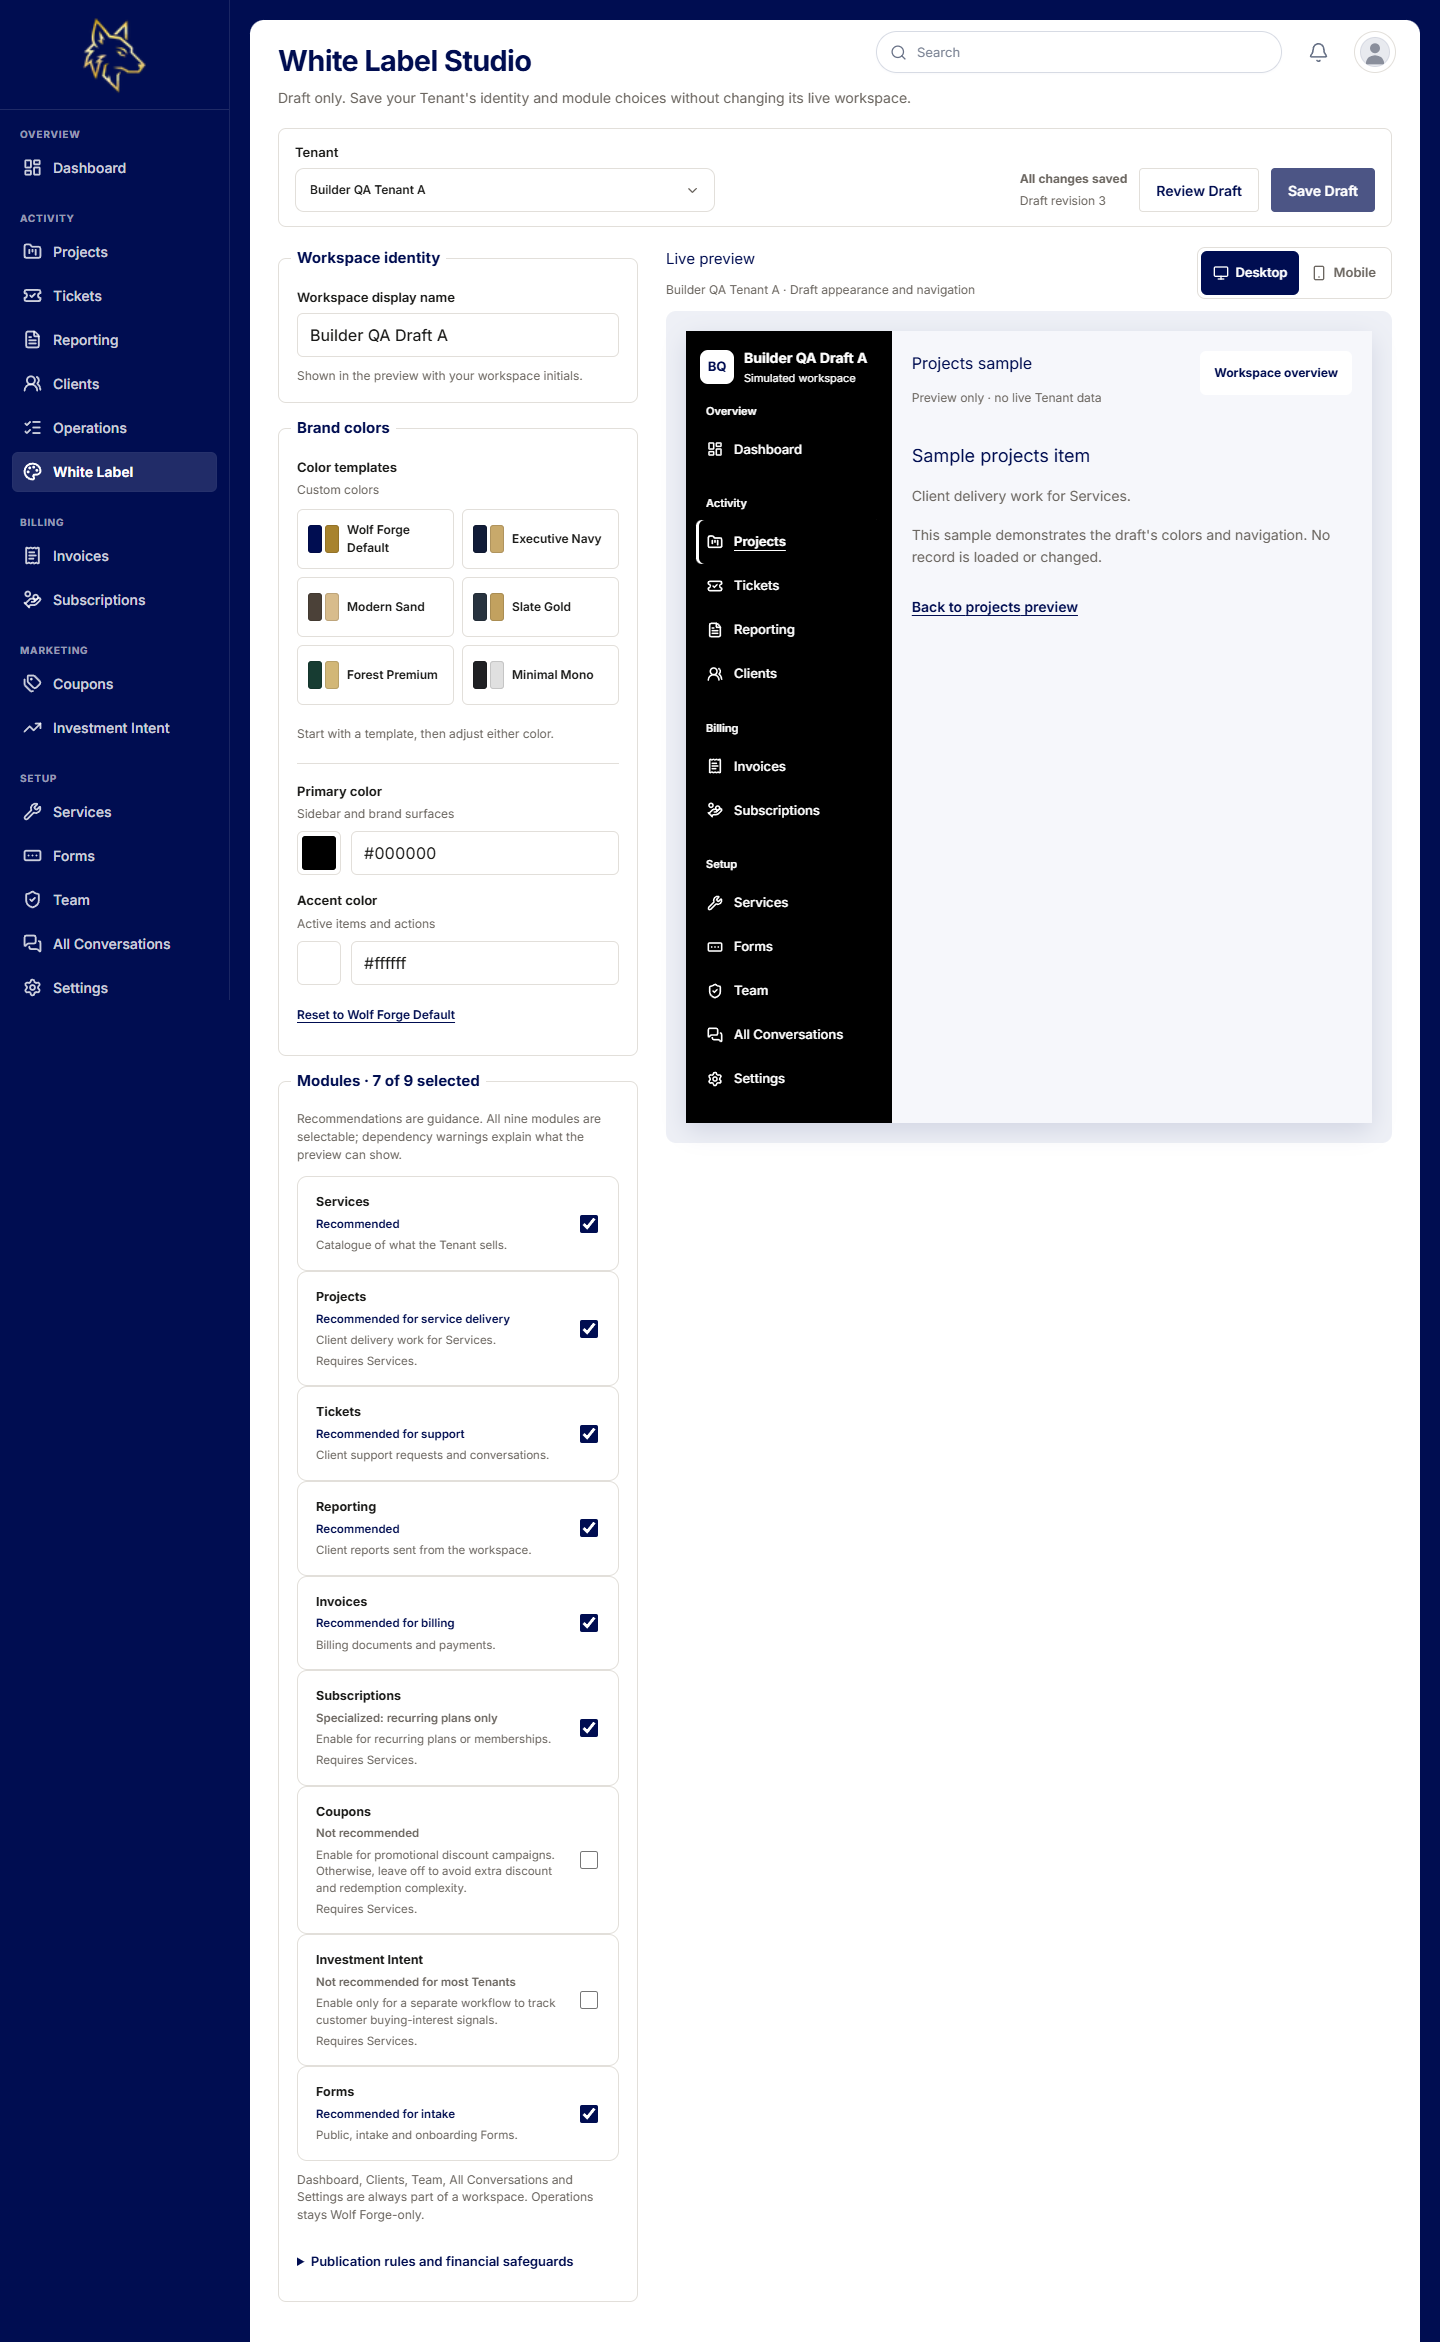 OVERVIEW
Dashboard
ACTIVITY
Projects
Tickets
Reporting
Clients
Operations
White Label
BILLING
Invoices
Subscriptions
MARKETING
Coupons
Investment Intent
SETUP
Services
Forms
Team
All Conversations
Settings
White Label Studio
Search
Draft only. Save your Tenant's identity and module choices without changing its live workspace.
Tenant
Builder QA Tenant A
All changes saved
Draft revision 3
Review Draft
Save Draft
Workspace identity
Workspace display name
Builder QA Draft A
Shown in the preview with your workspace initials.
Brand colors
Color templates
Custom colors
Wolf Forge
Default
Executive Navy
Modern Sand
Slate Gold
Forest Premium
Minimal Mono
Start with a template, then adjust either color.
Primary color
Sidebar and brand surfaces
#000000
Accent color
Active items and actions
#ffffff
Reset to Wolf Forge Default
Modules · 7 of 9 selected
Recommendations are guidance. All nine modules are
selectable; dependency warnings explain what the
preview can show.
Services
Recommended
Catalogue of what the Tenant sells.
Projects
Recommended for service delivery
Client delivery work for Services.
Requires Services.
Tickets
Recommended for support
Client support requests and conversations.
Reporting
Recommended
Client reports sent from the workspace.
Invoices
Recommended for billing
Billing documents and payments.
Subscriptions
Specialized: recurring plans only
Enable for recurring plans or memberships.
Requires Services.
Coupons
Not recommended
Enable for promotional discount campaigns.
Otherwise, leave off to avoid extra discount
and redemption complexity.
Requires Services.
Investment Intent
Not recommended for most Tenants
Enable only for a separate workflow to track
customer buying-interest signals.
Requires Services.
Forms
Recommended for intake
Public, intake and onboarding Forms.
Dashboard, Clients, Team, All Conversations and
Settings are always part of a workspace. Operations
stays Wolf Forge-only.
Publication rules and financial safeguards
Live preview
Builder QA Tenant A · Draft appearance and navigation
Desktop
Mobile
BQ
Builder QA Draft A
Simulated workspace
Overview
Dashboard
Activity
Projects
Tickets
Reporting
Clients
Billing
Invoices
Subscriptions
Setup
Services
Forms
Team
All Conversations
Settings
Projects sample
Preview only · no live Tenant data
Workspace overview
Sample projects item
Client delivery work for Services.
This sample demonstrates the draft's colors and navigation. No
record is loaded or changed.
Back to projects preview